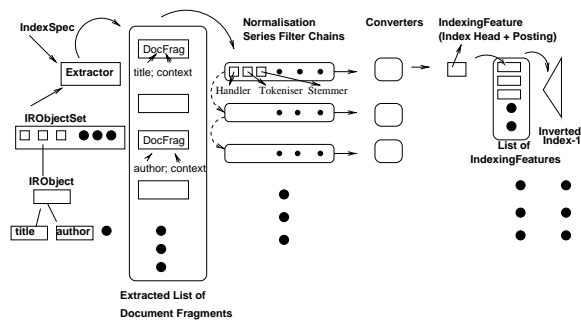 IndexSpec
Extractor
IRObjectSet
IRObject
title
author
DocFrag
title; context
DocFrag
author; context
Extracted List of
Document Fragments
Normalisation
Series Filter Chains
Handler
Tokeniser
Stemmer
Converters
IndexingFeature
(Index Head + Posting)
List of
IndexingFeatures
Inverted
Index-1